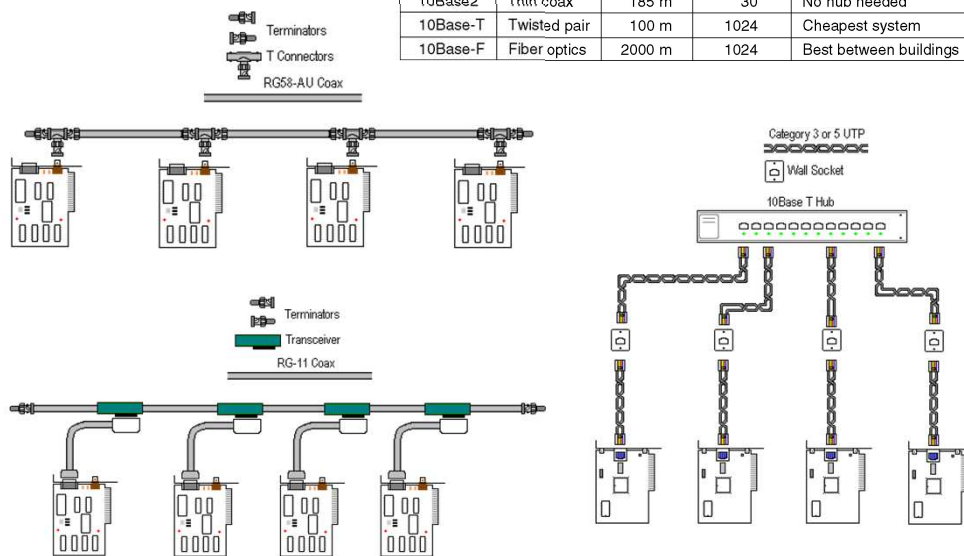 10Base2 Thin coax 185 m 30 No hub needed
10Base-T Twisted pair 100 m 1024 Cheapest system
10Base-F Fiber optics 2000 m 1024 Best between buildings
Terminators
T Connectors
RG58-AU Coax
Category 3 or 5 UTP
Wall Socket
10Base T Hub
Terminators
Transceiver
RG-11 Coax